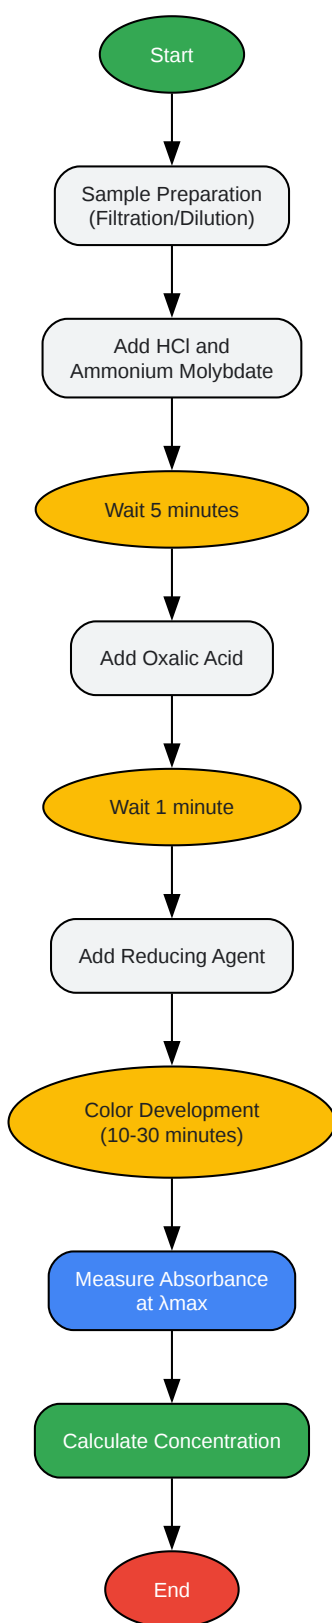 Start
Sample Preparation
(Filtration/Dilution)
Add HCl and
Ammonium Molybdate
Wait 5 minutes
Add Oxalic Acid
Wait 1 minute
Add Reducing Agent
Color Development
(10-30 minutes)
Measure Absorbance
at λmax
Calculate Concentration
End